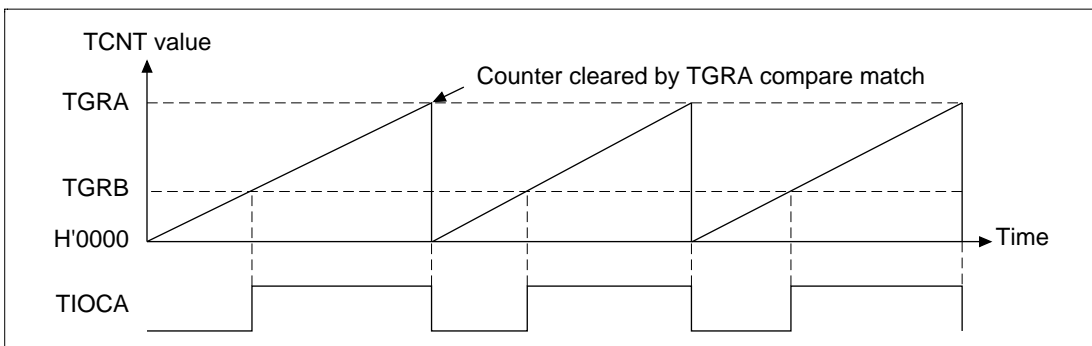 TCNT value
Counter cleared by TGRA compare match
TGRA
TGRB
H'0000
Time
TIOCA